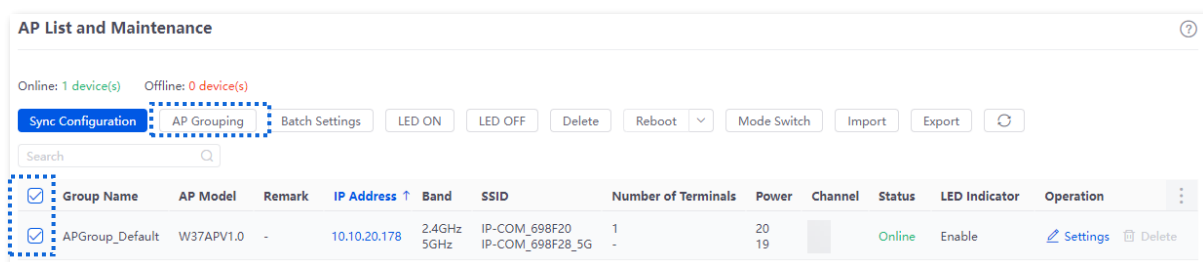 AP List and Maintenance
Online: 1 device(s) Offline: 0 device(s)
Sync Configuration AP Grouping Batch Settings LED ON LED OFF Delete Reboot Mode Switch Import Export
Search
Group Name AP Model Remark IP Address ↑ Band SSID Number of Terminals Power Channel Status LED Indicator Operation
APGroup_Default W37APV1.0 - 10.10.20.178 2.4GHz IP-COM_698F20 1 20 Online Enable Settings Delete
5GHz IP-COM_698F28_5G - 19